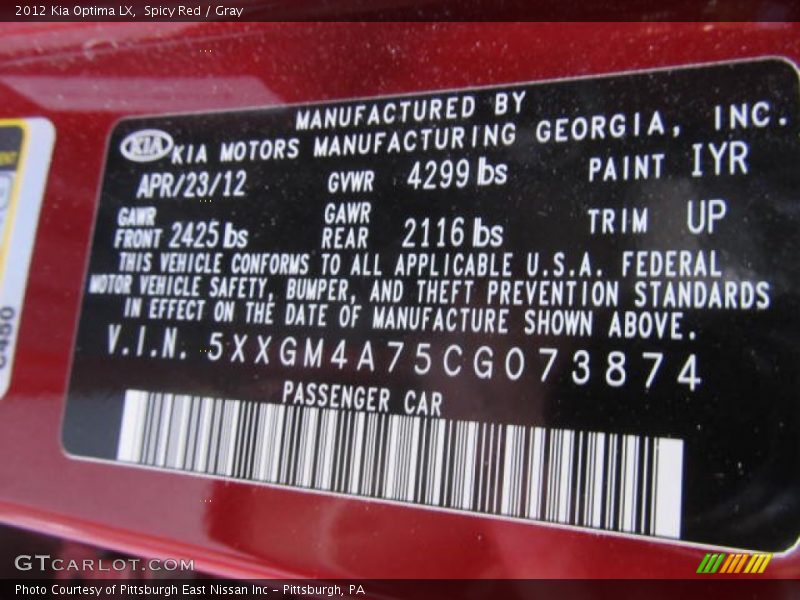 2012 Kia Optima LX, Spicy Red / Gray
MANUFACTURED BY
KIA KIA MOTORS MANUFACTURING GEORGIA, INC.
APR/23/12 GVWR 4299 lbs PAINT IYR
GAWR FRONT 2425 lbs GAWR REAR 2116 lbs TRIM UP
THIS VEHICLE CONFORMS TO ALL APPLICABLE U.S.A. FEDERAL
MOTOR VEHICLE SAFETY, BUMPER, AND THEFT PREVENTION STANDARDS
IN EFFECT ON THE DATE OF MANUFACTURE SHOWN ABOVE.
V.I.N. 5XXGM4A75CG073874
PASSENGER CAR
C480
GTCARLOT.COM
Photo Courtesy of Pittsburgh East Nissan Inc - Pittsburgh, PA